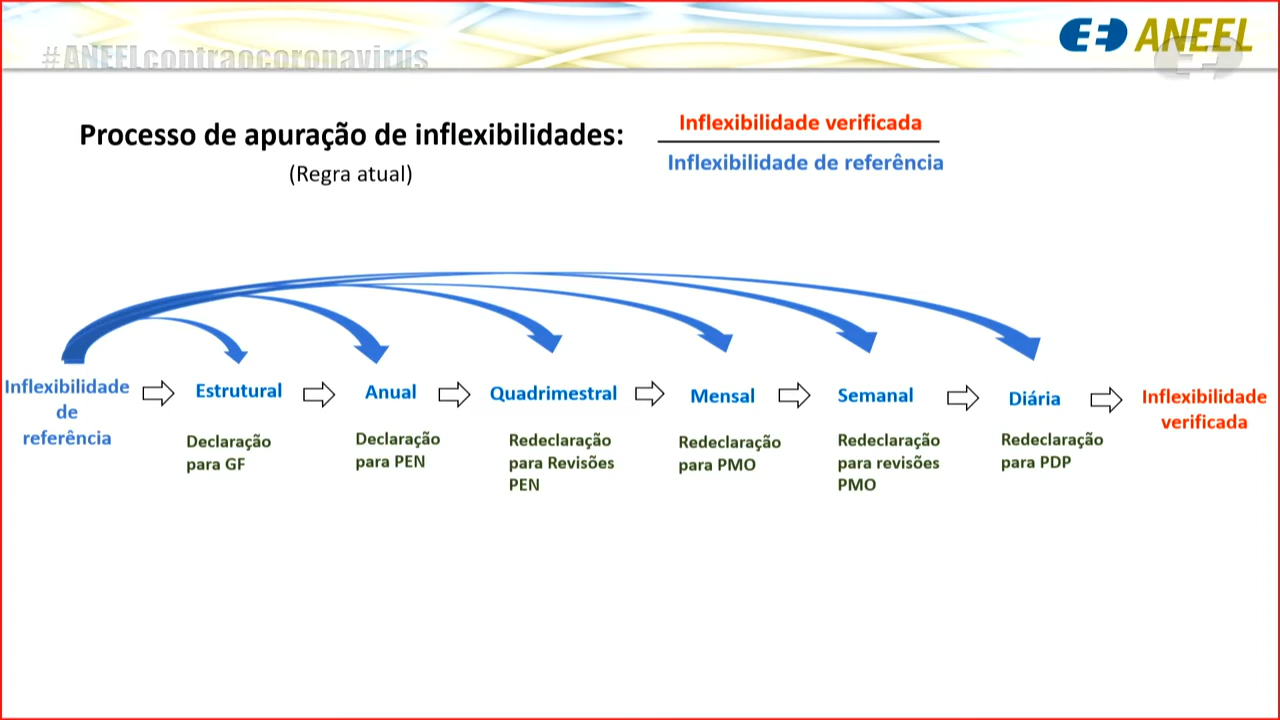 #ANEELcontraocoronavirus
ANEEL
Processo de apuração de inflexibilidades:
(Regra atual)
Inflexibilidade verificada
Inflexibilidade de referência
Inflexibilidade
de
referência
Estrutural
Declaração
para GF
Anual
Declaração
para PEN
Quadrimestral
Redeclaração
para Revisões
PEN
Mensal
Redeclaração
para PMO
Semanal
Redeclaração
para revisões
PMO
Diária
Redeclaração
para PDP
Inflexibilidade
verificada